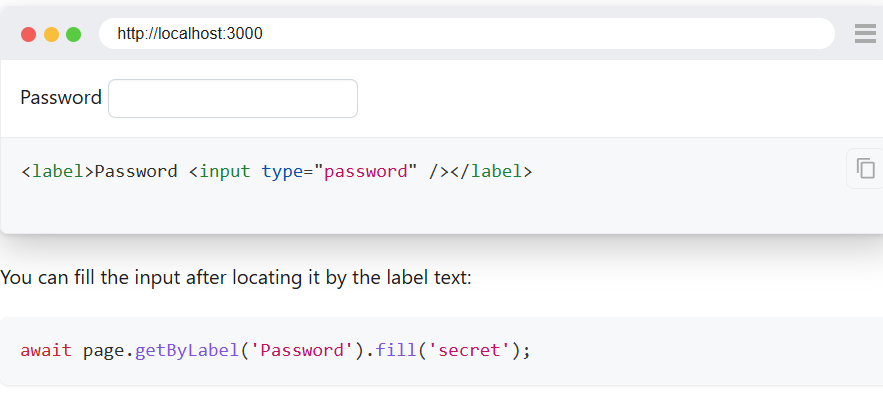 http://localhost:3000
Password
<label>Password <input type="password" /></label>
You can fill the input after locating it by the label text:
await page.getByLabel('Password').fill('secret');